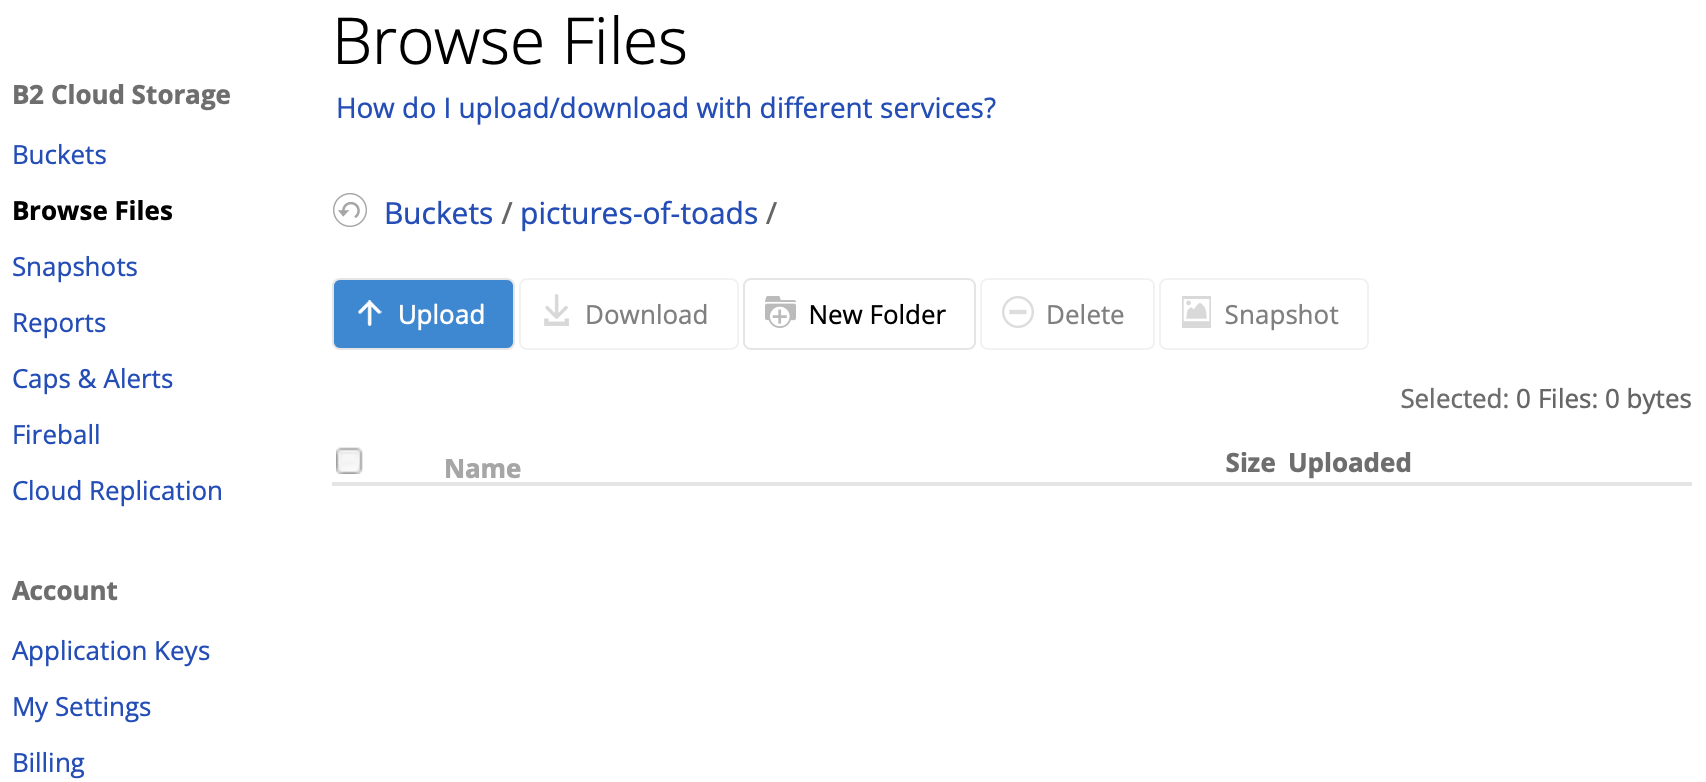 Browse Files
How do I upload/download with different services?
B2 Cloud Storage
Buckets
Browse Files
Snapshots
Reports
Caps & Alerts
Fireball
Cloud Replication
Account
Application Keys
My Settings
Billing
Buckets / pictures-of-toads /
Upload Download New Folder Delete Snapshot
Selected: 0 Files: 0 bytes
Name Size Uploaded